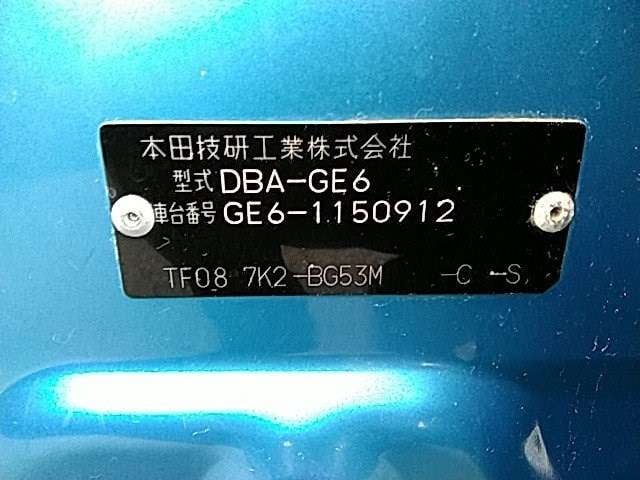 本田技研工業株式会社
型式 DBA-GE6
車台番号 GE6-1150912
TF08 7K2-BG53M -C -S